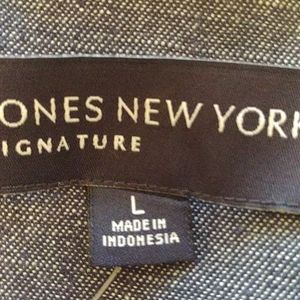 ONES NEW YORK
IGNATURE
L
MADE IN
INDONESIA